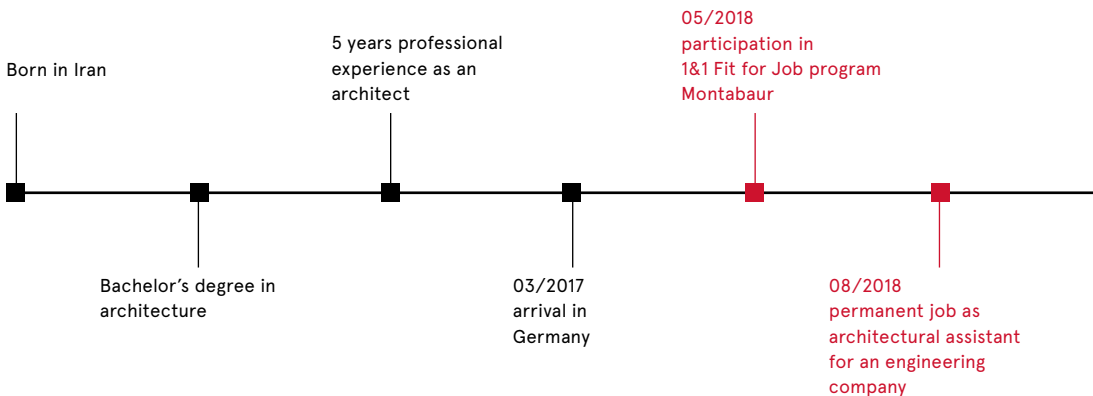 Born in Iran
Bachelor’s degree in
architecture
5 years professional
experience as an
architect
03/2017
arrival in
Germany
05/2018
participation in
1&1 Fit for Job program
Montabaur
08/2018
permanent job as
architectural assistant
for an engineering
company